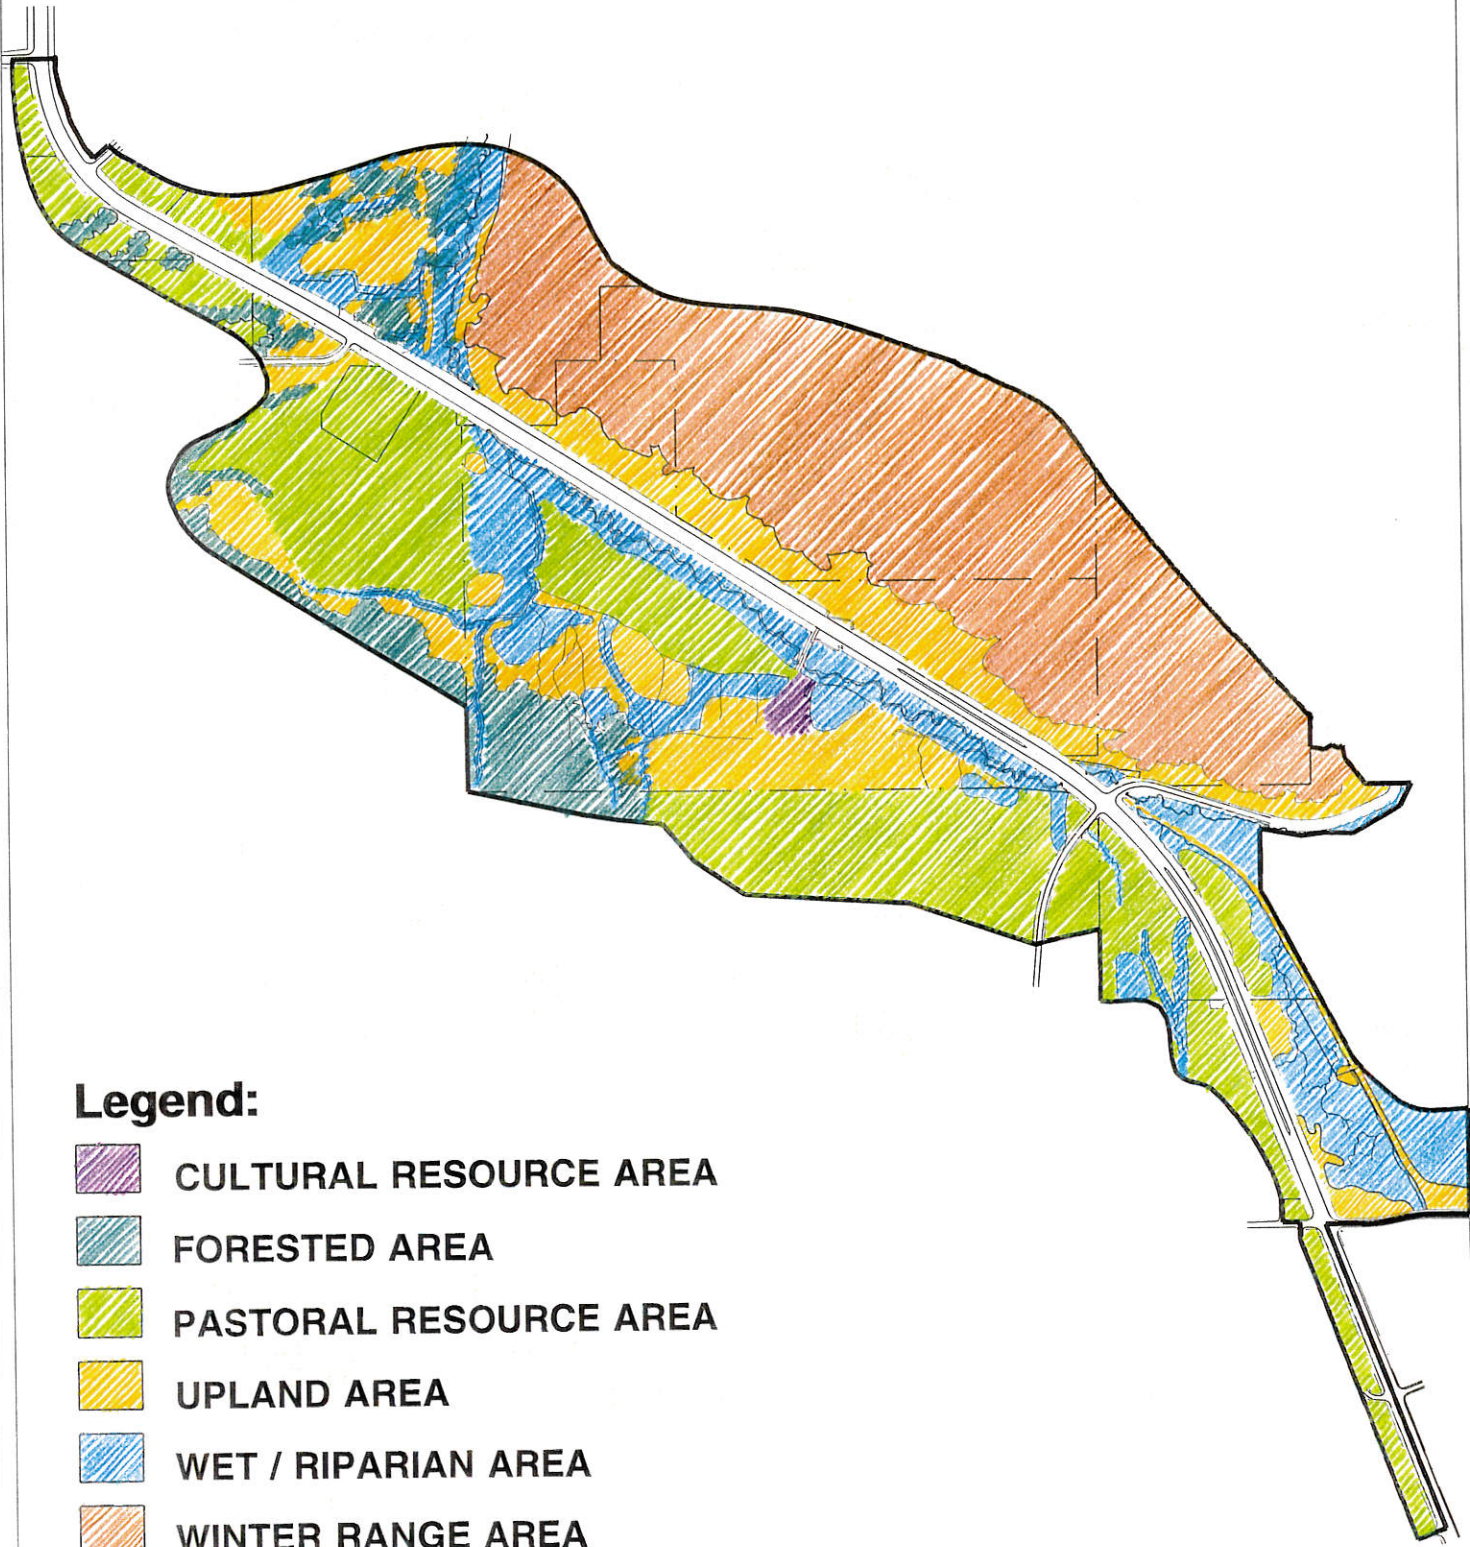 Legend:
CULTURAL RESOURCE AREA
FORESTED AREA
PASTORAL RESOURCE AREA
UPLAND AREA
WET / RIPARIAN AREA
WINTER RANGE AREA